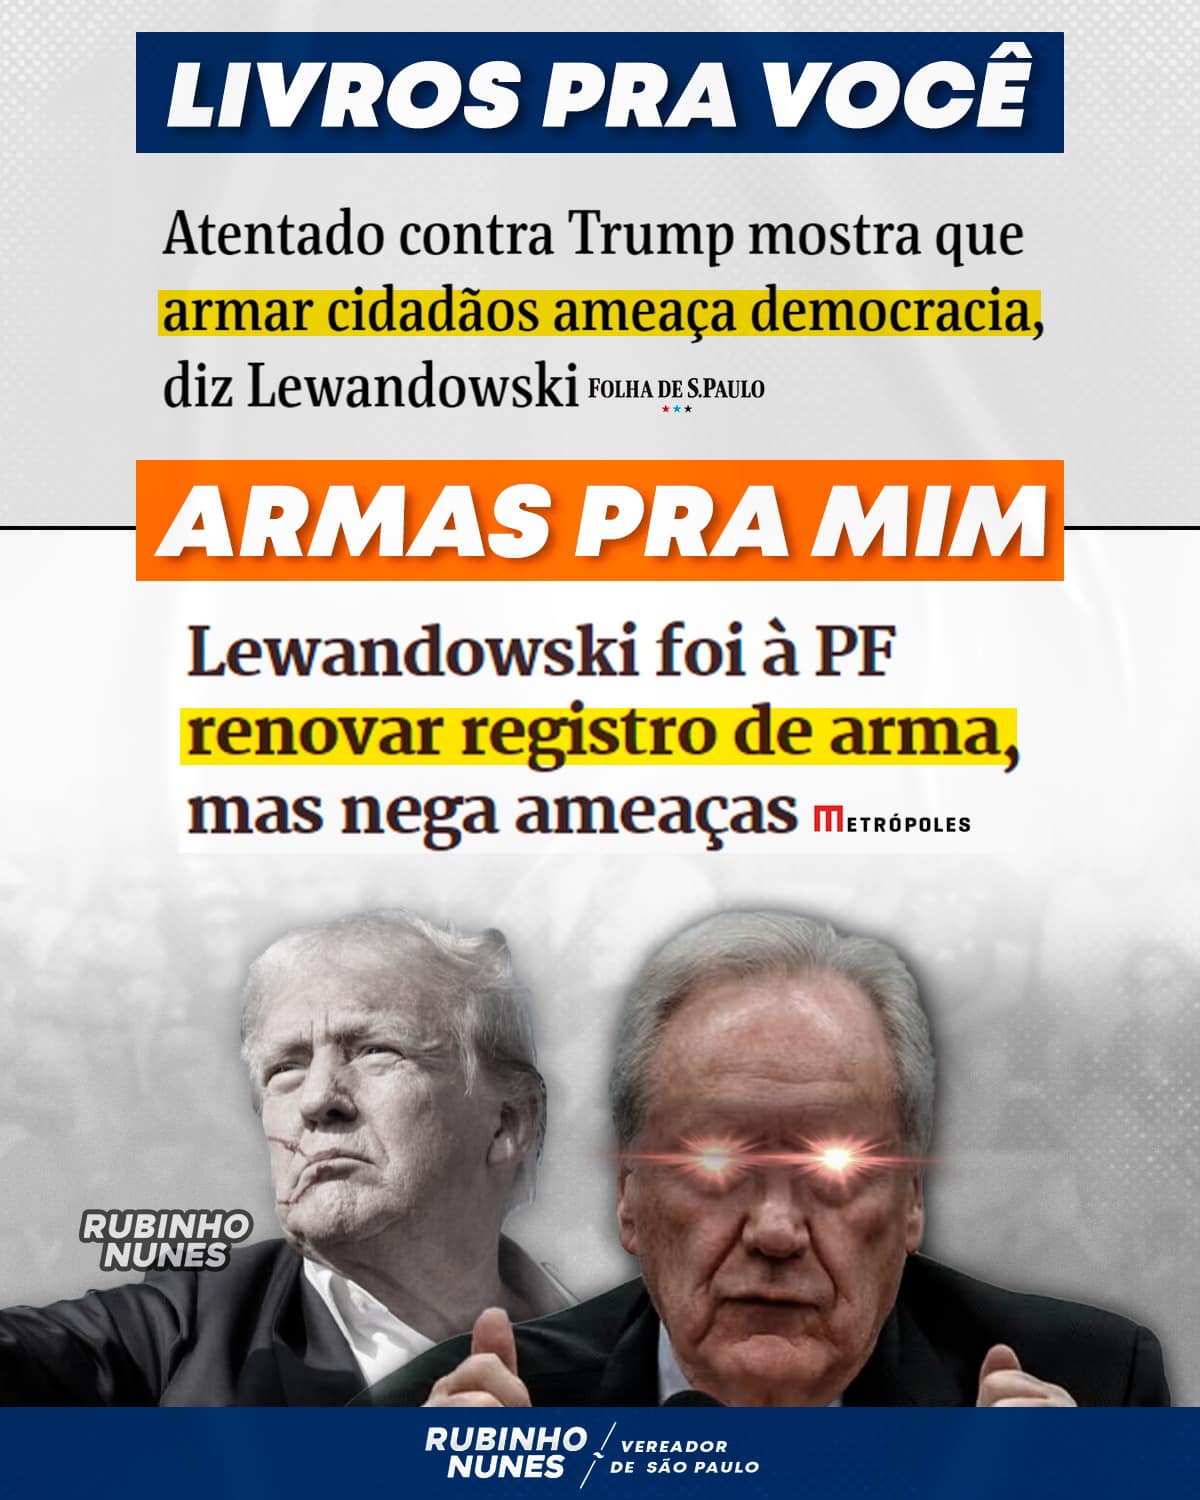 LIVROS PRA VOCÊ
Atentado contra Trump mostra que
armar cidadãos ameaça democracia,
diz Lewandowski FOLHA DE S.PAULO
ARMAS PRA MIM
Lewandowski foi à PF
renovar registro de arma,
mas nega ameaças METRÓPOLES
RUBINHO
NUNES
RUBINHO
NUNES
VEREADOR
DE SÃO PAULO